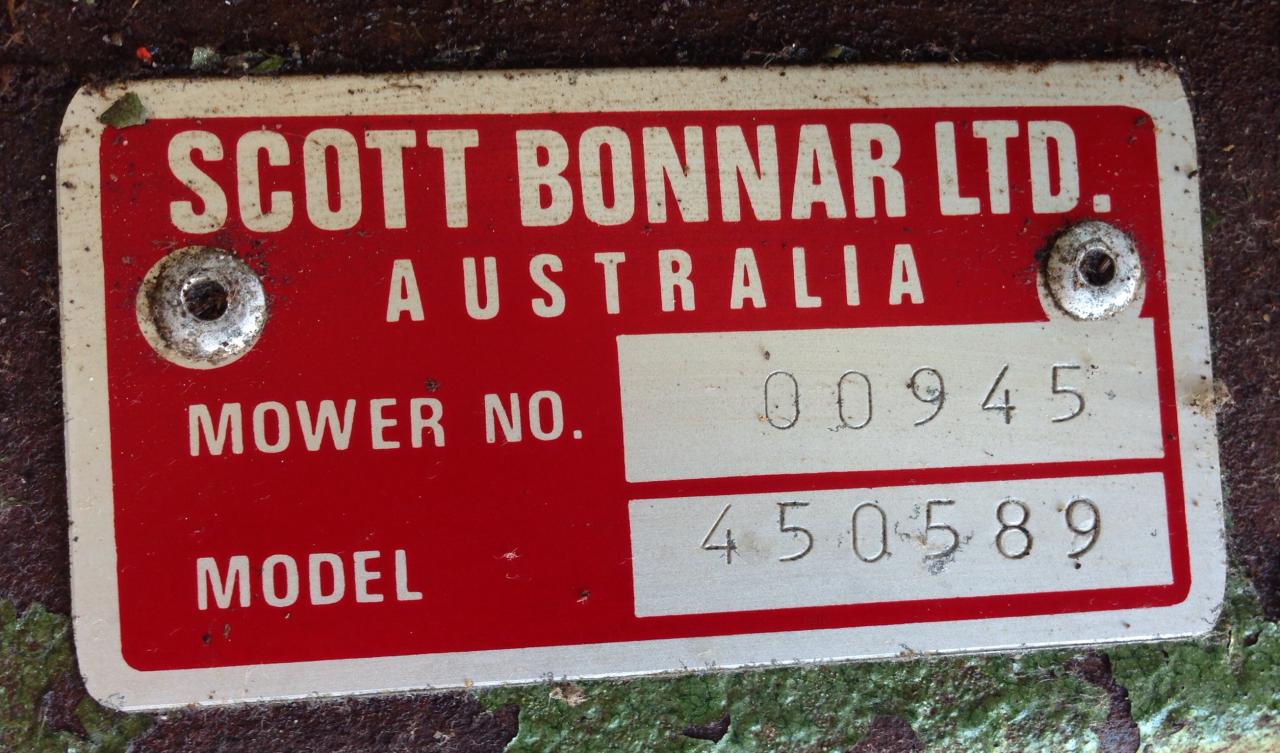 SCOTT BONNAR LTD.
AUSTRALIA
MOWER NO. 00945
MODEL 450589